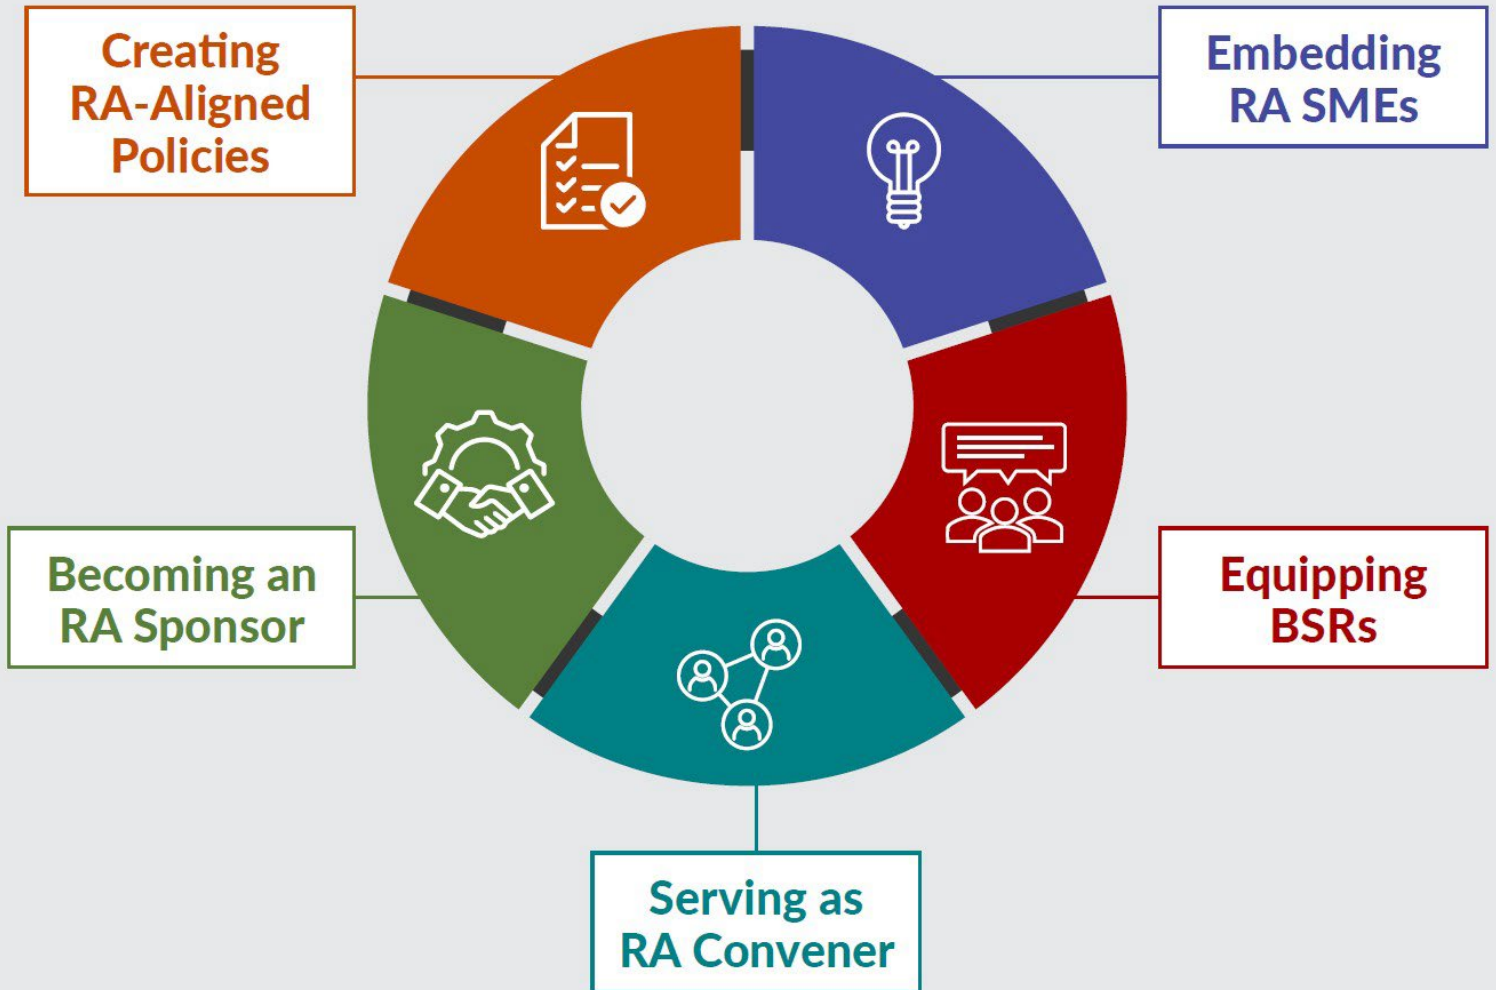 Creating
RA-Aligned
Policies
Embedding
RA SMEs
Becoming an
RA Sponsor
Equipping
BSRs
Serving as
RA Convener